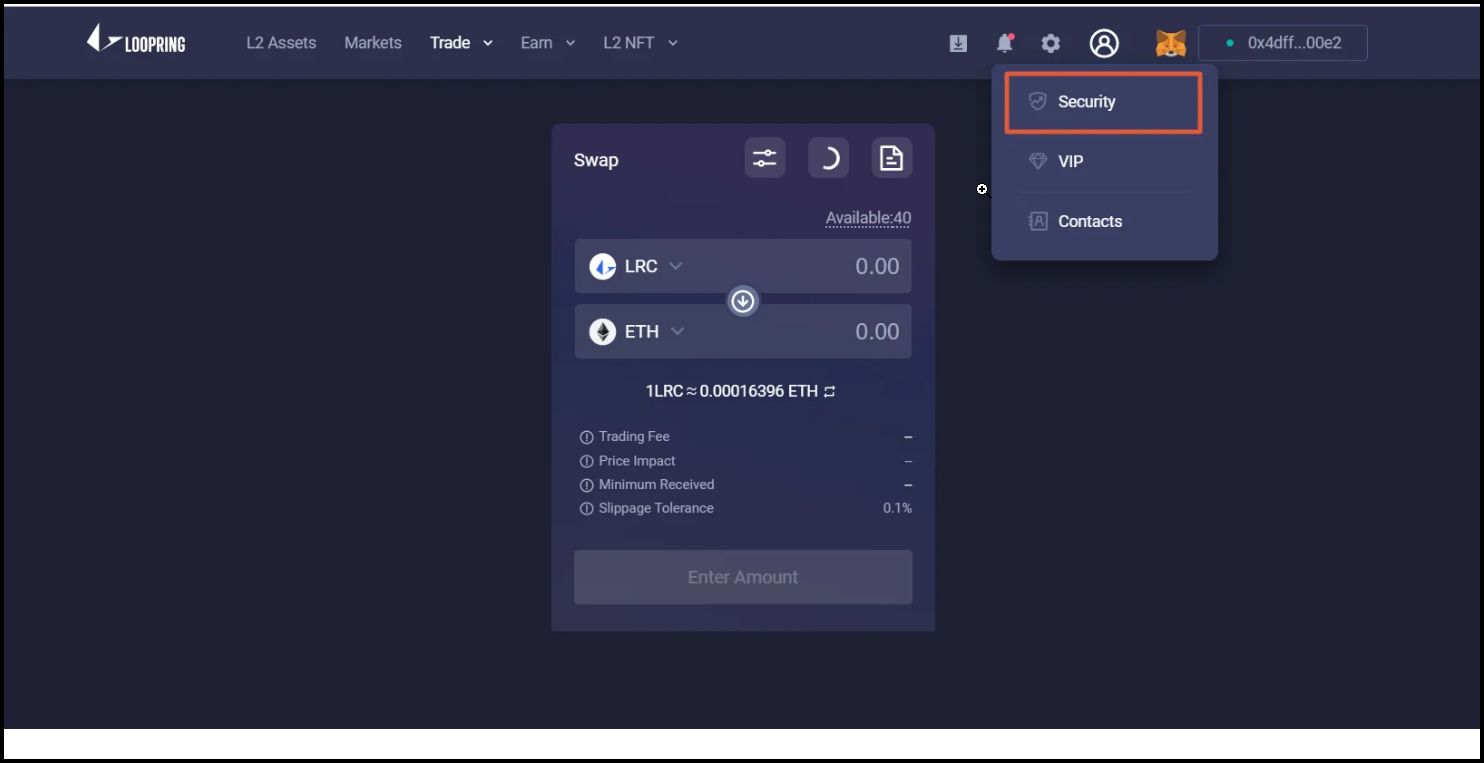 LOOPRING L2 Assets Markets Trade Earn L2 NFT 0x4dff...00e2
Security
VIP
Contacts
Swap
Available:40
LRC 0.00
ETH 0.00
1LRC ≈ 0.00016396 ETH
Trading Fee –
Price Impact –
Minimum Received –
Slippage Tolerance 0.1%
Enter Amount